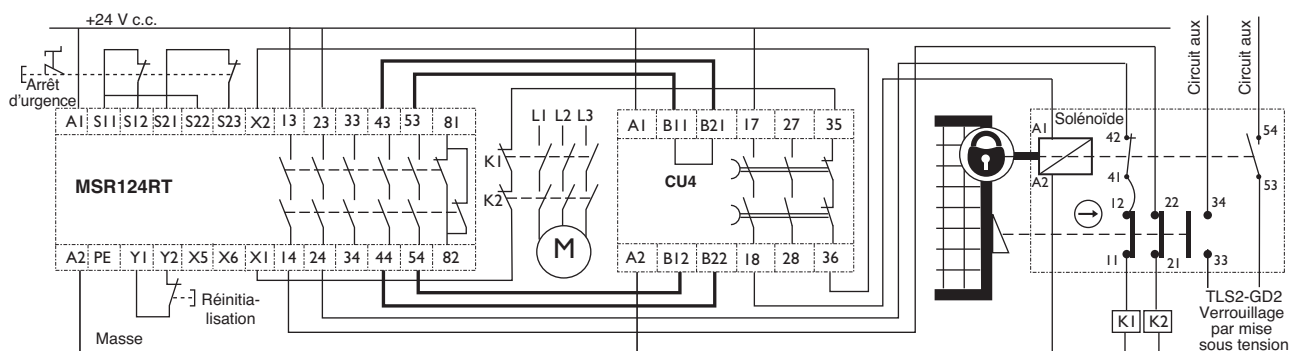 +24 V c.c.
Arrêt
d'urgence
A1 S11 S12 S21 S22 S23 X2 13 23 33 43 53 81
MSR124RT
A2 PE Y1 Y2 X5 X6 X1 14 24 34 44 54 82
Réinitia-
lisation
Masse
L1 L2 L3
K1
K2
M
A1 B11 B21 17 27 35
CU4
A2 B12 B22 18 28 36
Circuit aux
Circuit aux
Solénoïde
A1
A2
42
41
54
53
12
22
34
11
21
33
K1 K2
TLS2-GD2
Verrouillage
par mise
sous tension